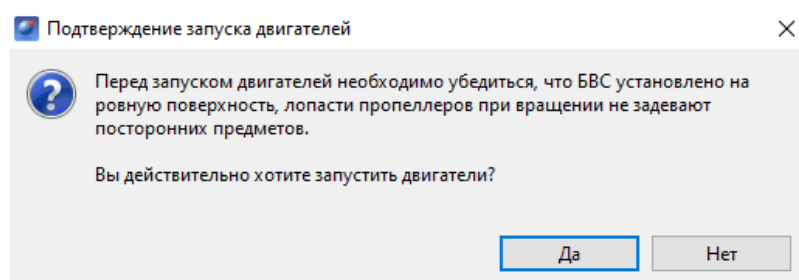 Подтверждение запуска двигателей
Перед запуском двигателей необходимо убедиться, что БВС установлено на
ровную поверхность, лопасти пропеллеров при вращении не задевают
посторонних предметов.
Вы действительно хотите запустить двигатели?
Да
Нет